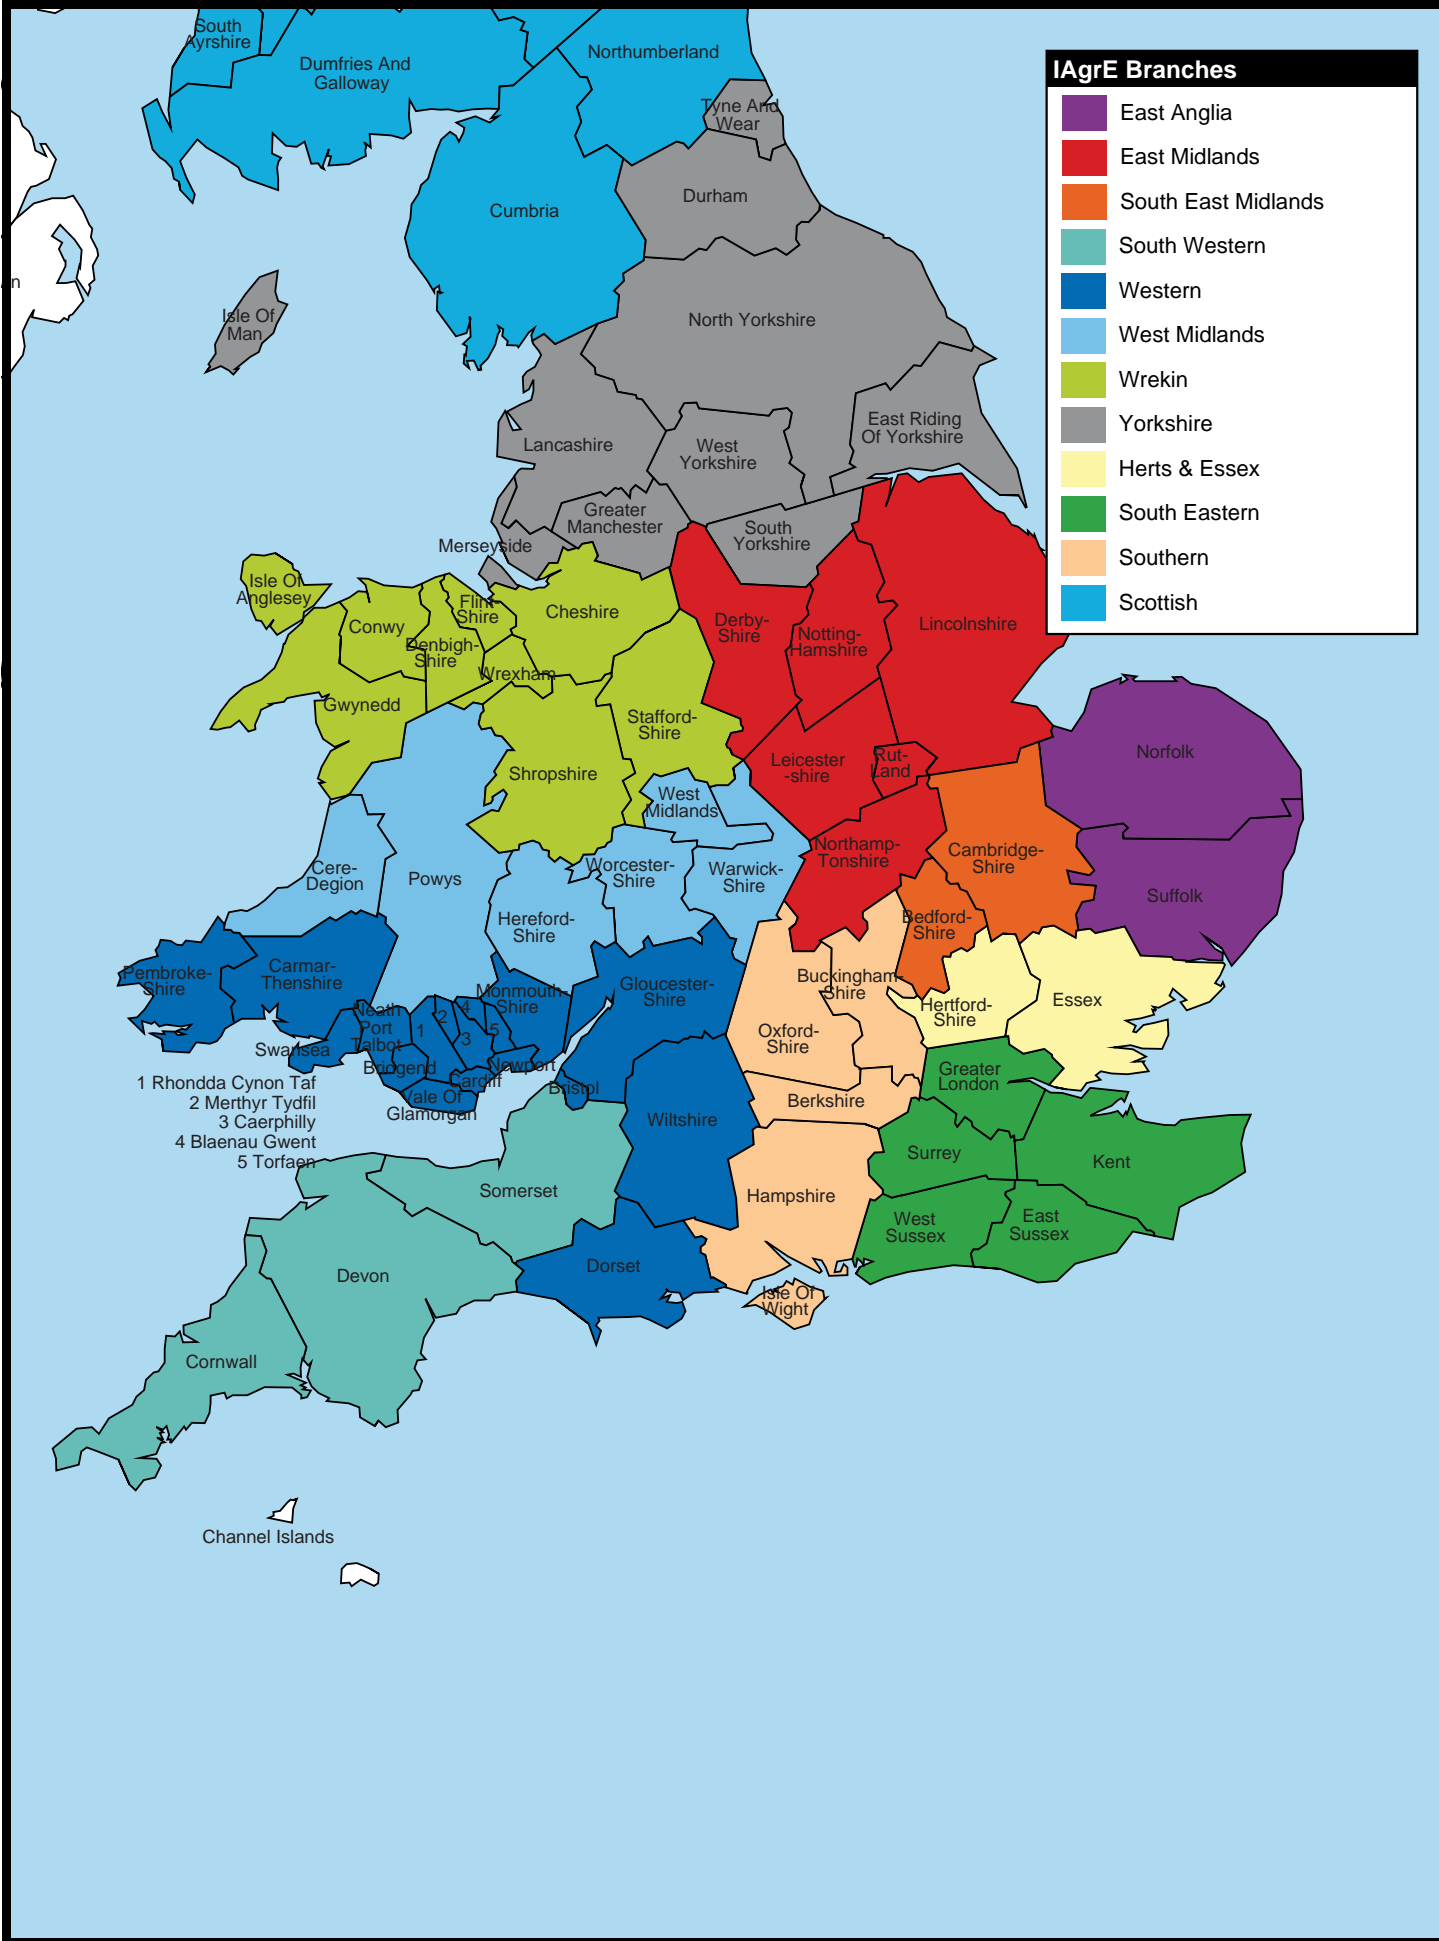 South
Ayrshire
Dumfries And
Galloway
Northumberland
Tyne And
Wear
IAgrE Branches
East Anglia
East Midlands
South East Midlands
South Western
Western
West Midlands
Wrekin
Yorkshire
Herts & Essex
South Eastern
Southern
Scottish
Durham
Cumbria
n
Isle Of
Man
North Yorkshire
East Riding
Of Yorkshire
Lancashire
West
Yorkshire
Greater
Manchester
South
Yorkshire
Merseyside
Isle Of
Anglesey
Flint-
Shire
Cheshire
Conwy
Denbigh-
Shire
Derby-
Shire
Notting-
Hamshire
Lincolnshire
Wrexham
Gwynedd
Stafford-
Shire
Shropshire
Leicester
-shire
Rut-
Land
Norfolk
West
Midlands
Northamp-
Tonshire
Cambridge-
Shire
Cere-
Degion
Powys
Worcester-
Shire
Warwick-
Shire
Suffolk
Hereford-
Shire
Bedford-
Shire
Pembroke-
Shire
Carmar-
Thenshire
Monmouth-
Shire
Gloucester-
Shire
Buckingham-
Shire
Hertford-
Shire
Essex
Neath
Port
Talbot
1
2
3
4
5
Oxford-
Shire
Swansea
Bridgend
Newport
Cardiff
Vale Of
Glamorgan
Bristol
Greater
London
Berkshire
1 Rhondda Cynon Taf
2 Merthyr Tydfil
3 Caerphilly
4 Blaenau Gwent
5 Torfaen
Wiltshire
Surrey
Kent
Somerset
Hampshire
West
Sussex
East
Sussex
Devon
Dorset
Isle Of
Wight
Cornwall
Channel Islands